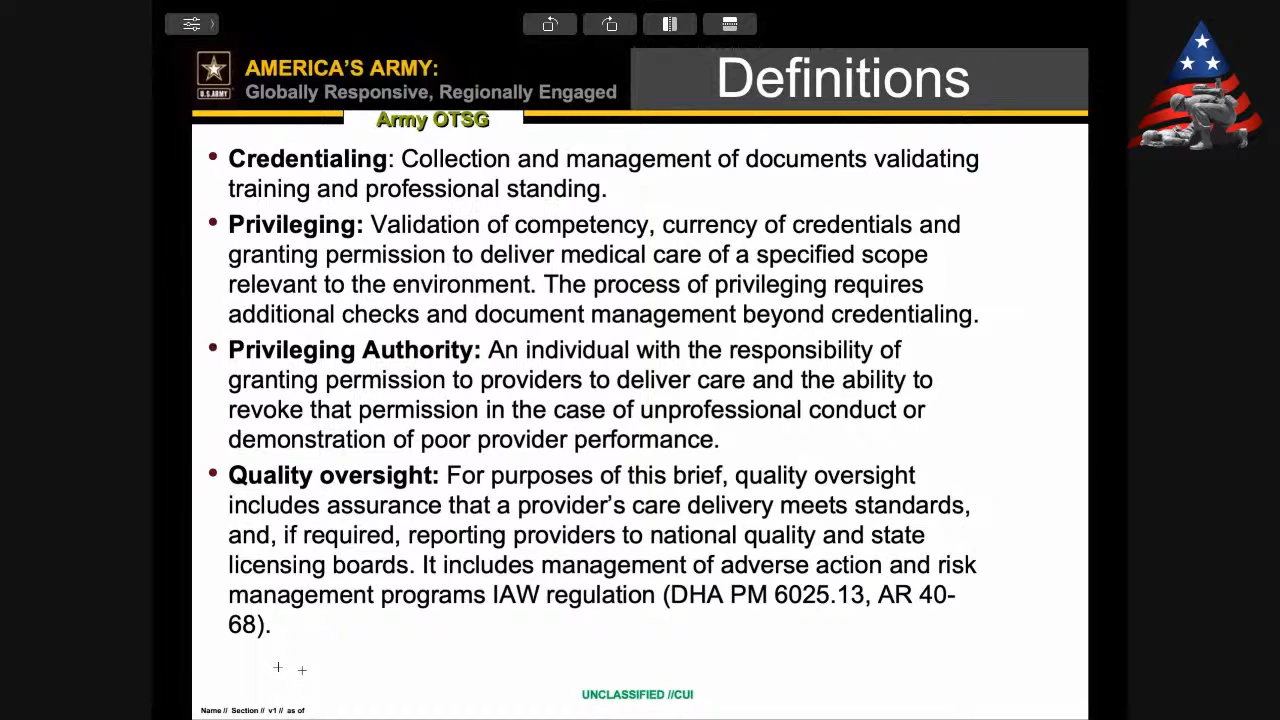 AMERICA'S ARMY:
Globally Responsive, Regionally Engaged
Definitions
U.S.ARMY
Army OTSG
• Credentialing: Collection and management of documents validating
training and professional standing.
• Privileging: Validation of competency, currency of credentials and
granting permission to deliver medical care of a specified scope
relevant to the environment. The process of privileging requires
additional checks and document management beyond credentialing.
• Privileging Authority: An individual with the responsibility of
granting permission to providers to deliver care and the ability to
revoke that permission in the case of unprofessional conduct or
demonstration of poor provider performance.
• Quality oversight: For purposes of this brief, quality oversight
includes assurance that a provider's care delivery meets standards,
and, if required, reporting providers to national quality and state
licensing boards. It includes management of adverse action and risk
management programs IAW regulation (DHA PM 6025.13, AR 40-
68).
UNCLASSIFIED //CUI
Name // Section // v1 // as of